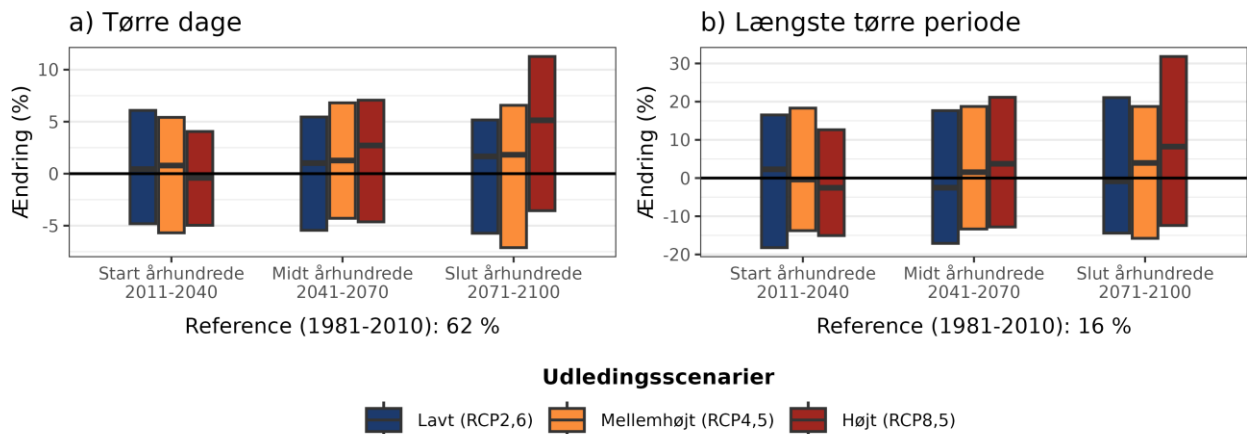 a) Tørre dage
Ændring (%)
10
5
0
-5
Start århundrede
2011-2040
Midt århundrede
2041-2070
Slut århundrede
2071-2100
Reference (1981-2010): 62 %
b) Længste tørre periode
Ændring (%)
30
20
10
0
-10
-20
Start århundrede
2011-2040
Midt århundrede
2041-2070
Slut århundrede
2071-2100
Reference (1981-2010): 16 %
Udledingsscenarier
Lavt (RCP2,6)
Mellemhøjt (RCP4,5)
Højt (RCP8,5)